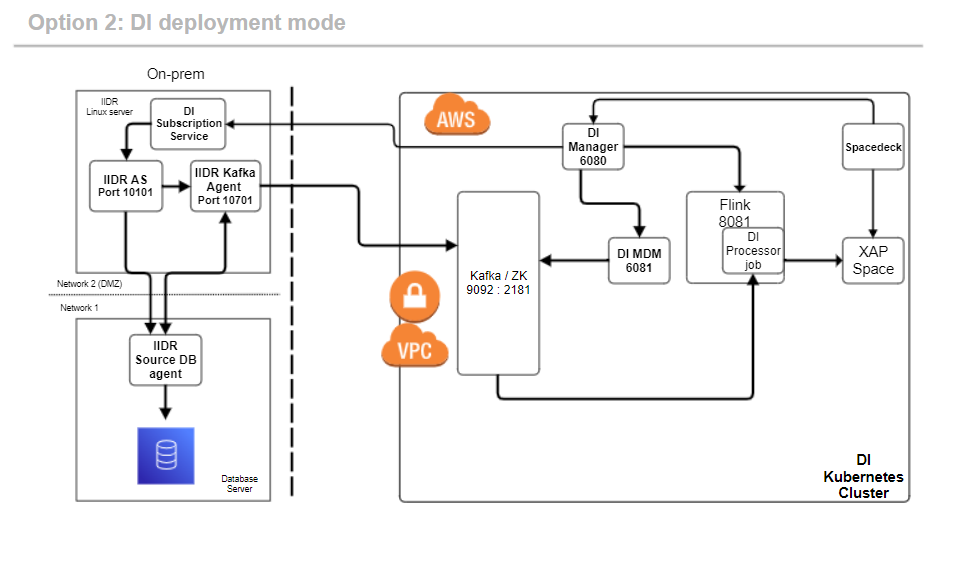 Option 2: DI deployment mode
On-prem
IIDR
Linux server
DI
Subscription
Service
IIDR AS
Port 10101
IIDR Kafka
Agent
Port 10701
Network 2 (DMZ)
Network 1
IIDR
Source DB
agent
Database
Server
AWS
VPC
DI
Manager
6080
Spacedeck
Kafka / ZK
9092 : 2181
DI MDM
6081
Flink
8081
DI
Processor
job
XAP
Space
DI
Kubernetes
Cluster